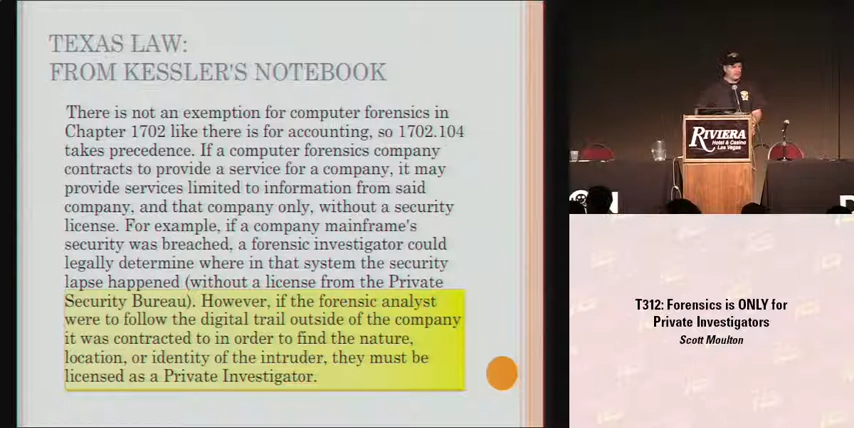 TEXAS LAW:
FROM KESSLER'S NOTEBOOK
There is not an exemption for computer forensics in
Chapter 1702 like there is for accounting, so 1702.104
takes precedence. If a computer forensics company
contracts to provide a service for a company, it may
provide services limited to information from said
company, and that company only, without a security
license. For example, if a company mainframe's
security was breached, a forensic investigator could
legally determine where in that system the security
lapse happened (without a license from the Private
Security Bureau). However, if the forensic analyst
were to follow the digital trail outside of the company
it was contracted to in order to find the nature,
location, or identity of the intruder, they must be
licensed as a Private Investigator.
RIVIERA
Hotel & Casino
Las Vegas
T312: Forensics is ONLY for
Private Investigators
Scott Moulton